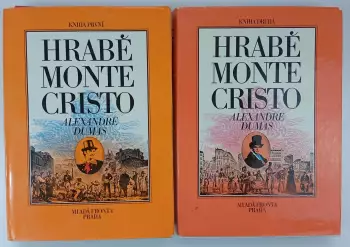 KNIHA PRVNÍ
HRABĚ
MONTE
CRISTO
ALEXANDRE
DUMAS
MLADÁ FRONTA
PRAHA
KNIHA DRUHÁ
HRABĚ
MONTE
CRISTO
ALEXANDRE
DUMAS
MLADÁ FRONTA
PRAHA